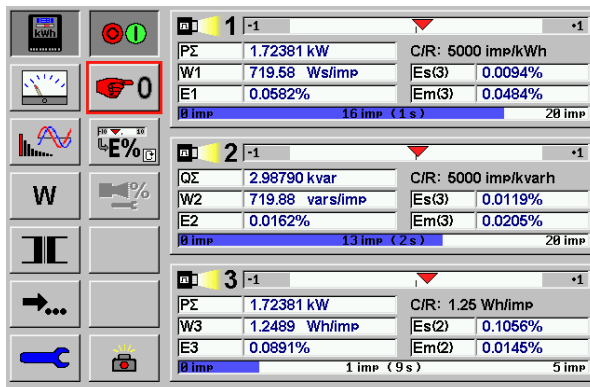 kWh
0
-10 10
E%
W
%
→...
1 -1 +1
PΣ 1.72381 kW C/R: 5000 imp/kWh
W1 719.58 Ws/imp Es(3) 0.0094%
E1 0.0582% Em(3) 0.0484%
0 imp 16 imp (1 s) 20 imp
2 -1 +1
QΣ 2.98790 kvar C/R: 5000 imp/kvarh
W2 719.88 vars/imp Es(3) 0.0119%
E2 0.0162% Em(3) 0.0205%
0 imp 13 imp (2 s) 20 imp
3 -1 +1
PΣ 1.72381 kW C/R: 1.25 Wh/imp
W3 1.2489 Wh/imp Es(2) 0.1056%
E3 0.0891% Em(2) 0.0145%
0 imp 1 imp (9 s) 5 imp